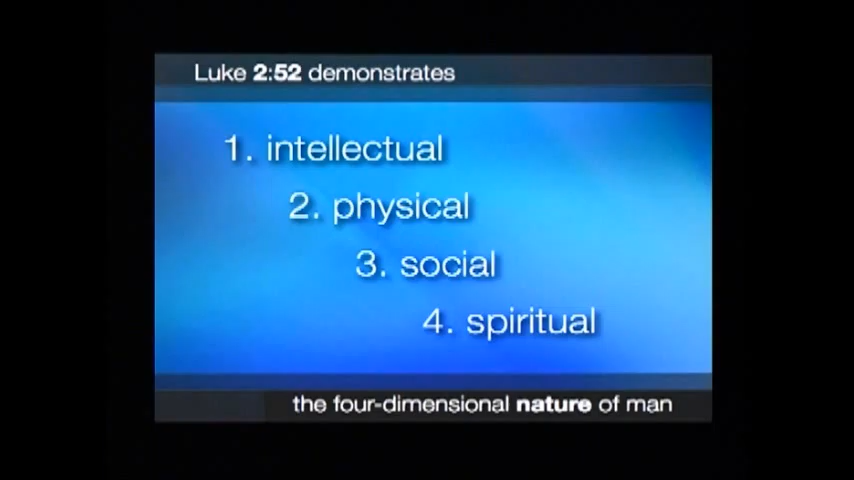 Luke 2:52 demonstrates
1. intellectual
2. physical
3. social
4. spiritual
the four-dimensional nature of man